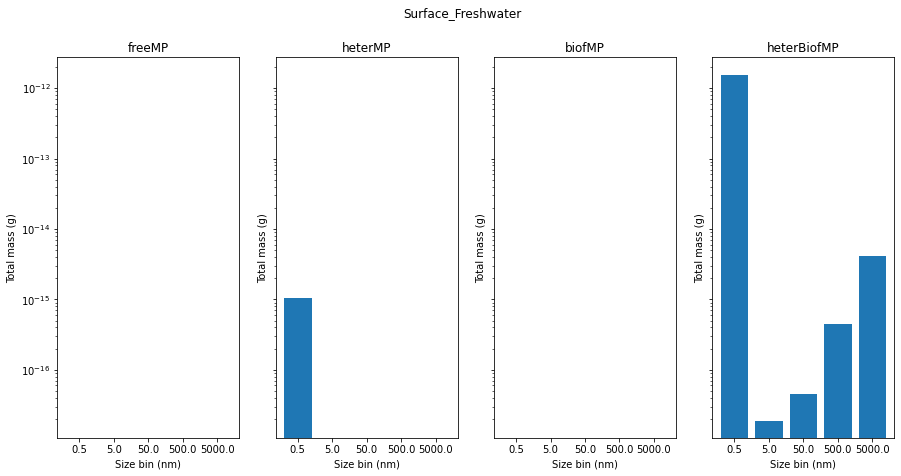 Surface_Freshwater
freeMP
heterMP
biofMP
heterBiofMP
10⁻¹²
10⁻¹³
10⁻¹⁴
10⁻¹⁵
10⁻¹⁶
Total mass (g)
Total mass (g)
Total mass (g)
Total mass (g)
0.5 5.0 50.0 500.0 5000.0
0.5 5.0 50.0 500.0 5000.0
0.5 5.0 50.0 500.0 5000.0
0.5 5.0 50.0 500.0 5000.0
Size bin (nm)
Size bin (nm)
Size bin (nm)
Size bin (nm)